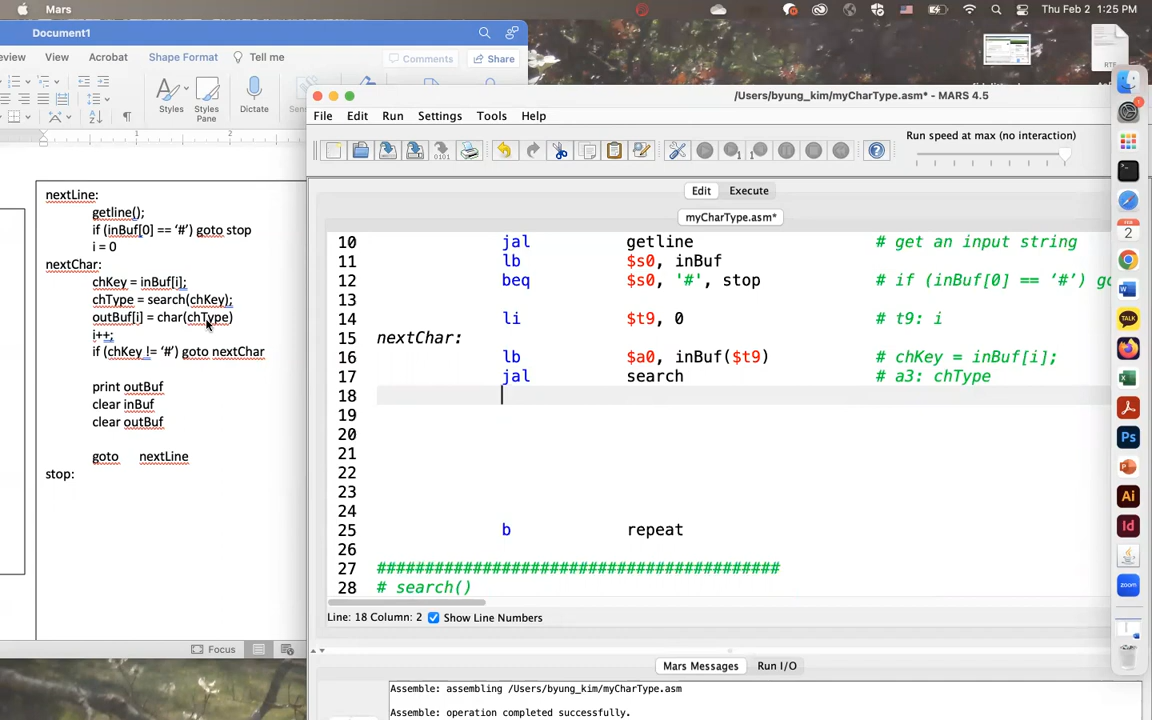 Mars
Thu Feb 2 1:25 PM
Document1
View Acrobat Shape Format Tell me
Comments Share
Styles Styles Pane Dictate
1 2
nextLine:
getline();
if (inBuf[0] == ‘#’) goto stop
i = 0
nextChar:
chKey = inBuf[i];
chType = search(chKey);
outBuf[i] = char(chType)
i++;
if (chKey != ‘#’) goto nextChar
print outBuf
clear inBuf
clear outBuf
goto nextLine
stop:
Focus
/Users/byung_kim/myCharType.asm* - MARS 4.5
File Edit Run Settings Tools Help
Run speed at max (no interaction)
Edit Execute
myCharType.asm*
10 jal getline # get an input string
11 lb $s0, inBuf
12 beq $s0, '#', stop # if (inBuf[0] == ‘#’)
13
14 li $t9, 0 # t9: i
15 nextChar:
16 lb $a0, inBuf($t9) # chKey = inBuf[i];
17 jal search # a3: chType
18
19
20
21
22
23
24
25 b repeat
26
27 ##########################################
28 # search()
Line: 18 Column: 2 Show Line Numbers
Mars Messages Run I/O
Assemble: assembling /Users/byung_kim/myCharType.asm
Assemble: operation completed successfully.
RTF
FEB
2
TALK
zoom